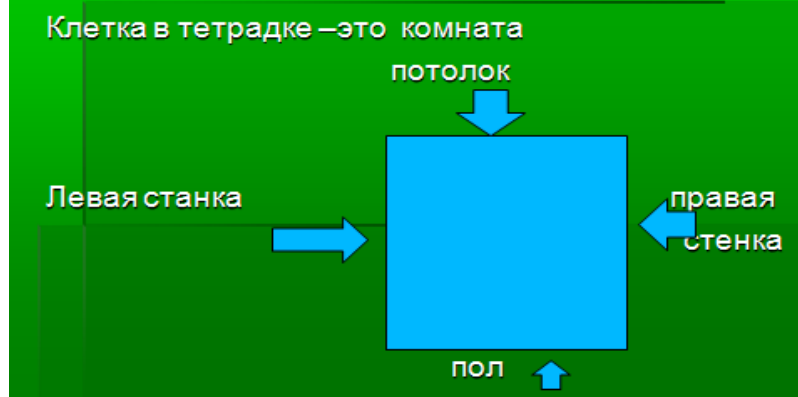 Клетка в тетрадке –это комната
потолок
Левая станка
правая
стенка
пол